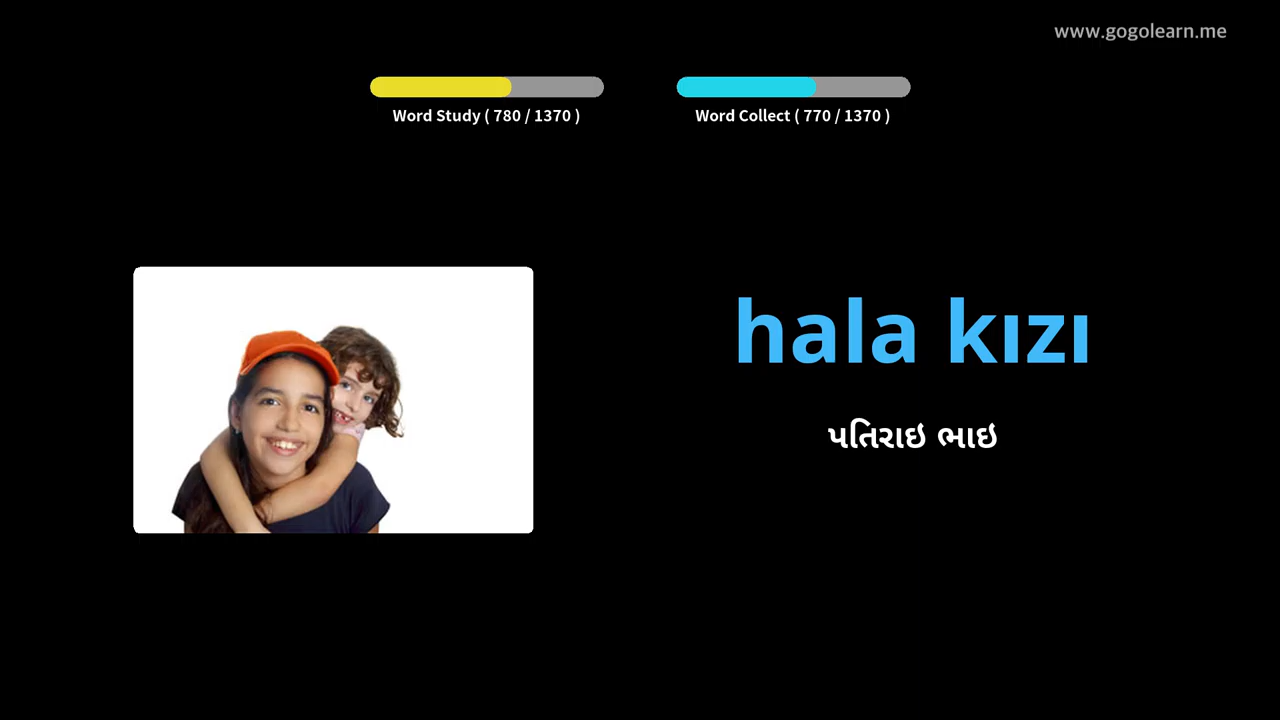 www.gogolearn.me
Word Study ( 780 / 1370 )
Word Collect ( 770 / 1370 )
hala kızı
પતિરાઇ ભાઇ